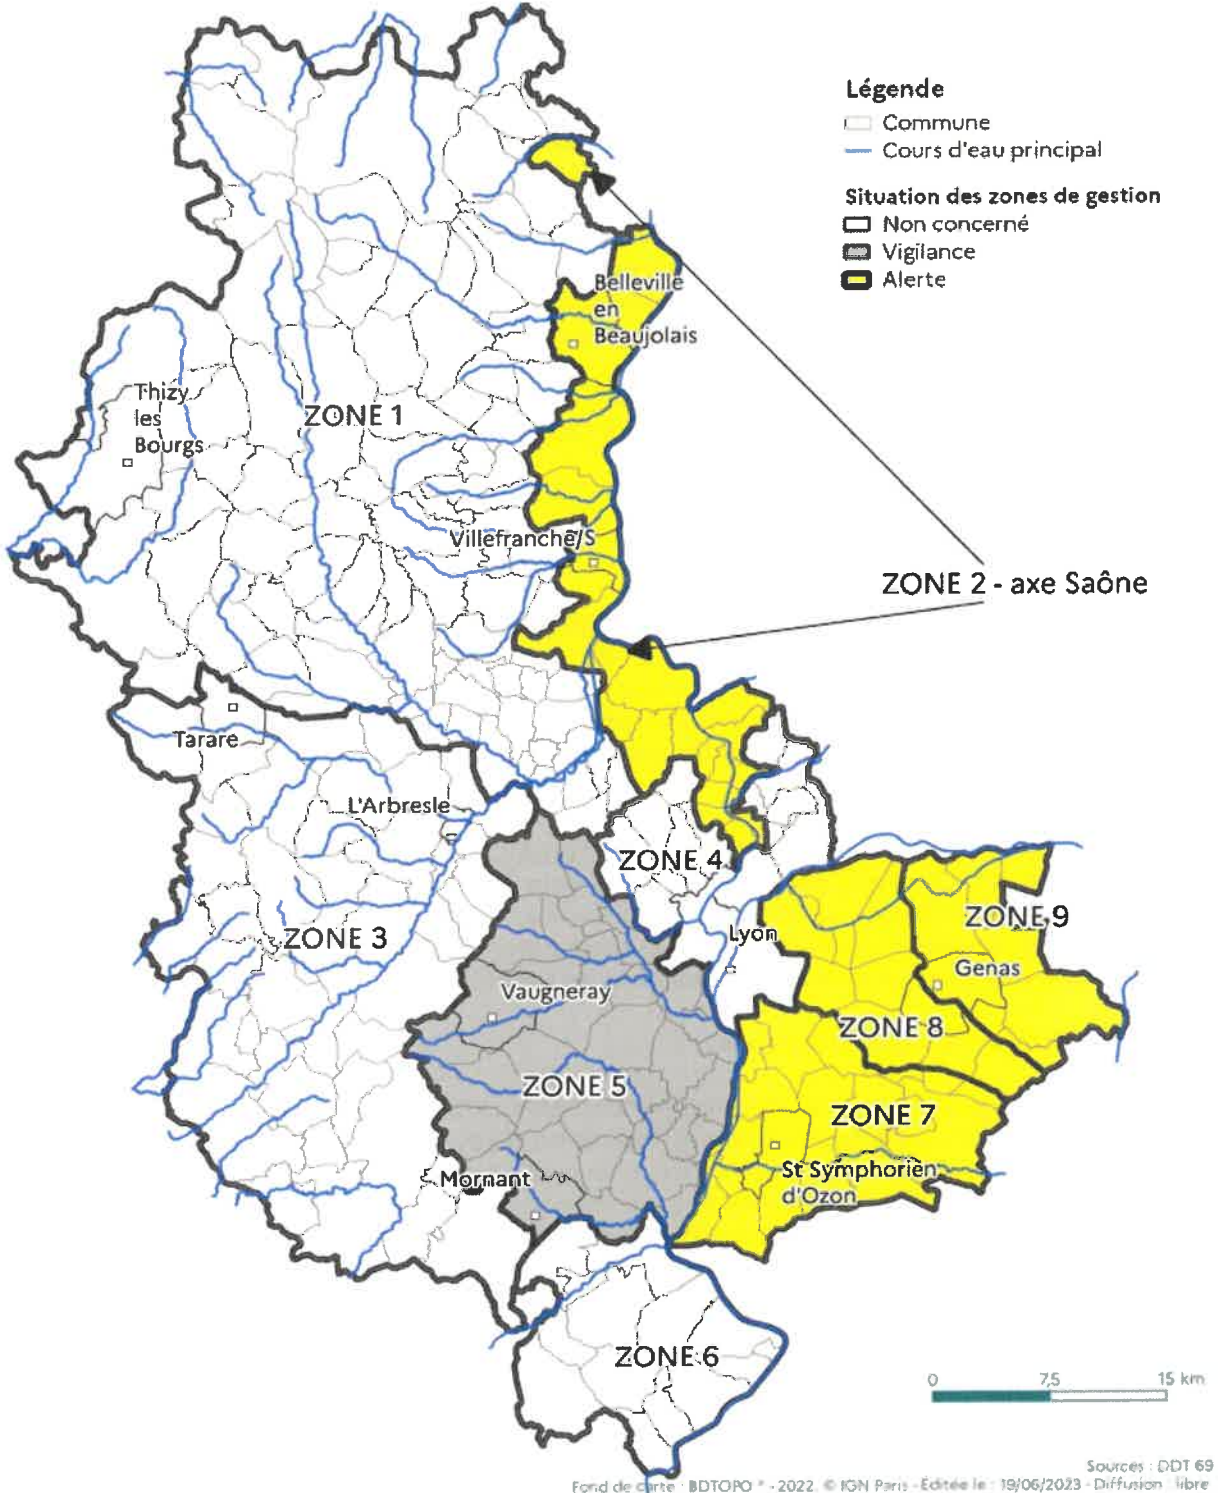 Légende
Commune
Cours d'eau principal
Situation des zones de gestion
Non concerné
Vigilance
Alerte
Belleville
en
Beaujolais
Thizy
les
Bourgs
ZONE 1
Villefranche/S
ZONE 2 - axe Saône
Tarare
L'Arbresle
ZONE 4
ZONE 3
Lyon
ZONE 9
Genas
Vaugneray
ZONE 8
ZONE 5
ZONE 7
Mornant
St Symphorien
d'Ozon
ZONE 6
0 7,5 15 km
Sources : DDT 69
Fond de carte : BDTOPO ® - 2022 © IGN Paris - Editée le : 19/06/2023 - Diffusion : libre